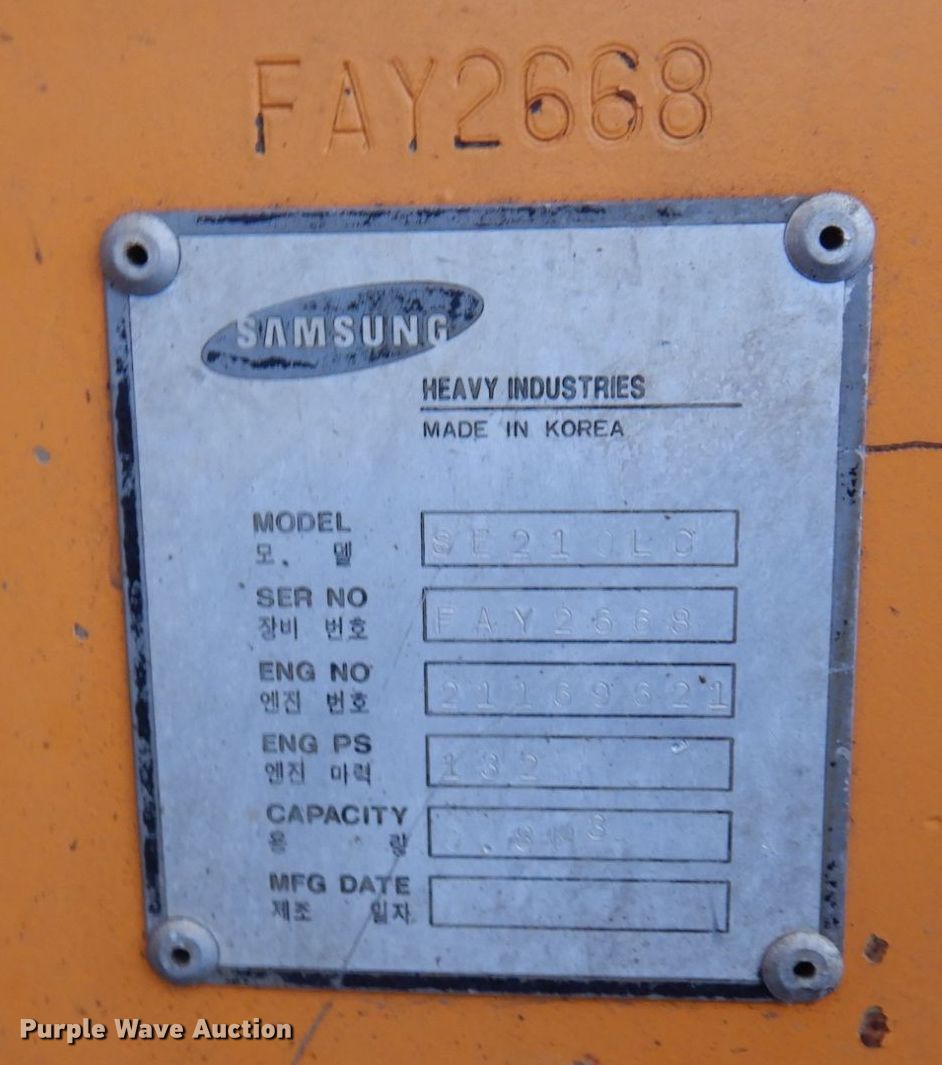 FAY2668
SAMSUNG
HEAVY INDUSTRIES
MADE IN KOREA
MODEL
모. 델
SE210LC
SER NO
장비 번호
FAY2668
ENG NO
엔진 번호
21169621
ENG PS
엔진 마력
132
CAPACITY
용 량
MFG DATE
제조 일자
Purple Wave Auction